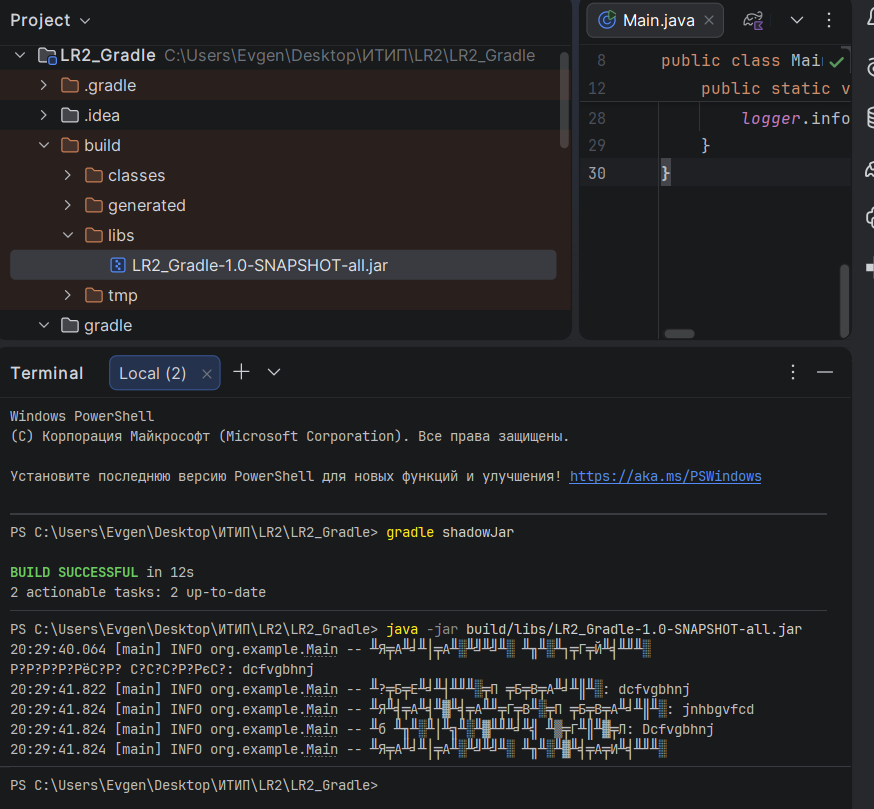 Project
LR2_Gradle C:\Users\Evgen\Desktop\ИТИП\LR2\LR2_Gradle
.gradle
.idea
build
classes
generated
libs
LR2_Gradle-1.0-SNAPSHOT-all.jar
tmp
gradle
Main.java
8 public class Mai
12 public static v
28 logger.info
29 }
30 }
Terminal Local (2)
Windows PowerShell
(C) Корпорация Майкрософт (Microsoft Corporation). Все права защищены.
Установите последнюю версию PowerShell для новых функций и улучшения! https://aka.ms/PSWindows
PS C:\Users\Evgen\Desktop\ИТИП\LR2\LR2_Gradle> gradle shadowJar
BUILD SUCCESSFUL in 12s
2 actionable tasks: 2 up-to-date
PS C:\Users\Evgen\Desktop\ИТИП\LR2\LR2_Gradle> java -jar build/libs/LR2_Gradle-1.0-SNAPSHOT-all.jar
20:29:40.064 [main] INFO org.example.Main --
dcfvgbhnj
20:29:41.822 [main] INFO org.example.Main -- : dcfvgbhnj
20:29:41.824 [main] INFO org.example.Main -- : jnhbgvfcd
20:29:41.824 [main] INFO org.example.Main -- : Dcfvgbhnj
20:29:41.824 [main] INFO org.example.Main --
PS C:\Users\Evgen\Desktop\ИТИП\LR2\LR2_Gradle>